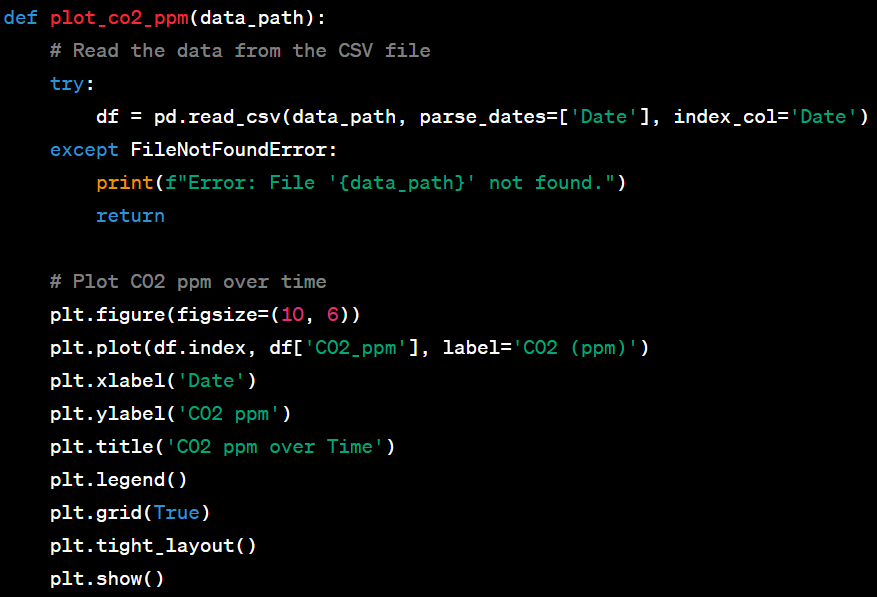 def plot_co2_ppm(data_path):
    # Read the data from the CSV file
    try:
        df = pd.read_csv(data_path, parse_dates=['Date'], index_col='Date')
    except FileNotFoundError:
        print(f"Error: File '{data_path}' not found.")
        return

    # Plot CO2 ppm over time
    plt.figure(figsize=(10, 6))
    plt.plot(df.index, df['CO2_ppm'], label='CO2 (ppm)')
    plt.xlabel('Date')
    plt.ylabel('CO2 ppm')
    plt.title('CO2 ppm over Time')
    plt.legend()
    plt.grid(True)
    plt.tight_layout()
    plt.show()